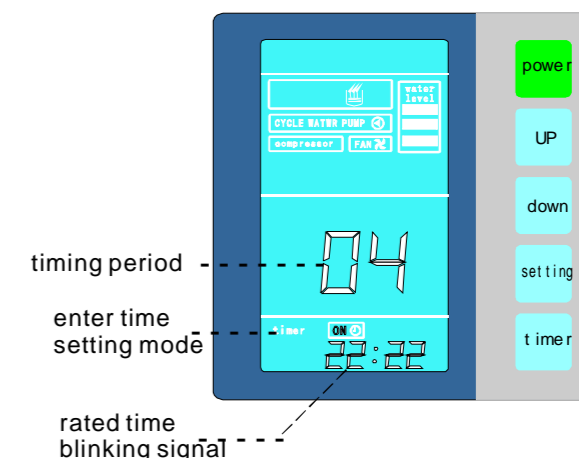 water
level
CYCLE WATER PUMP
compressor
FAN
04
timer
ON
22:22
power
UP
down
setting
timer
timing period
enter time
setting mode
rated time
blinking signal